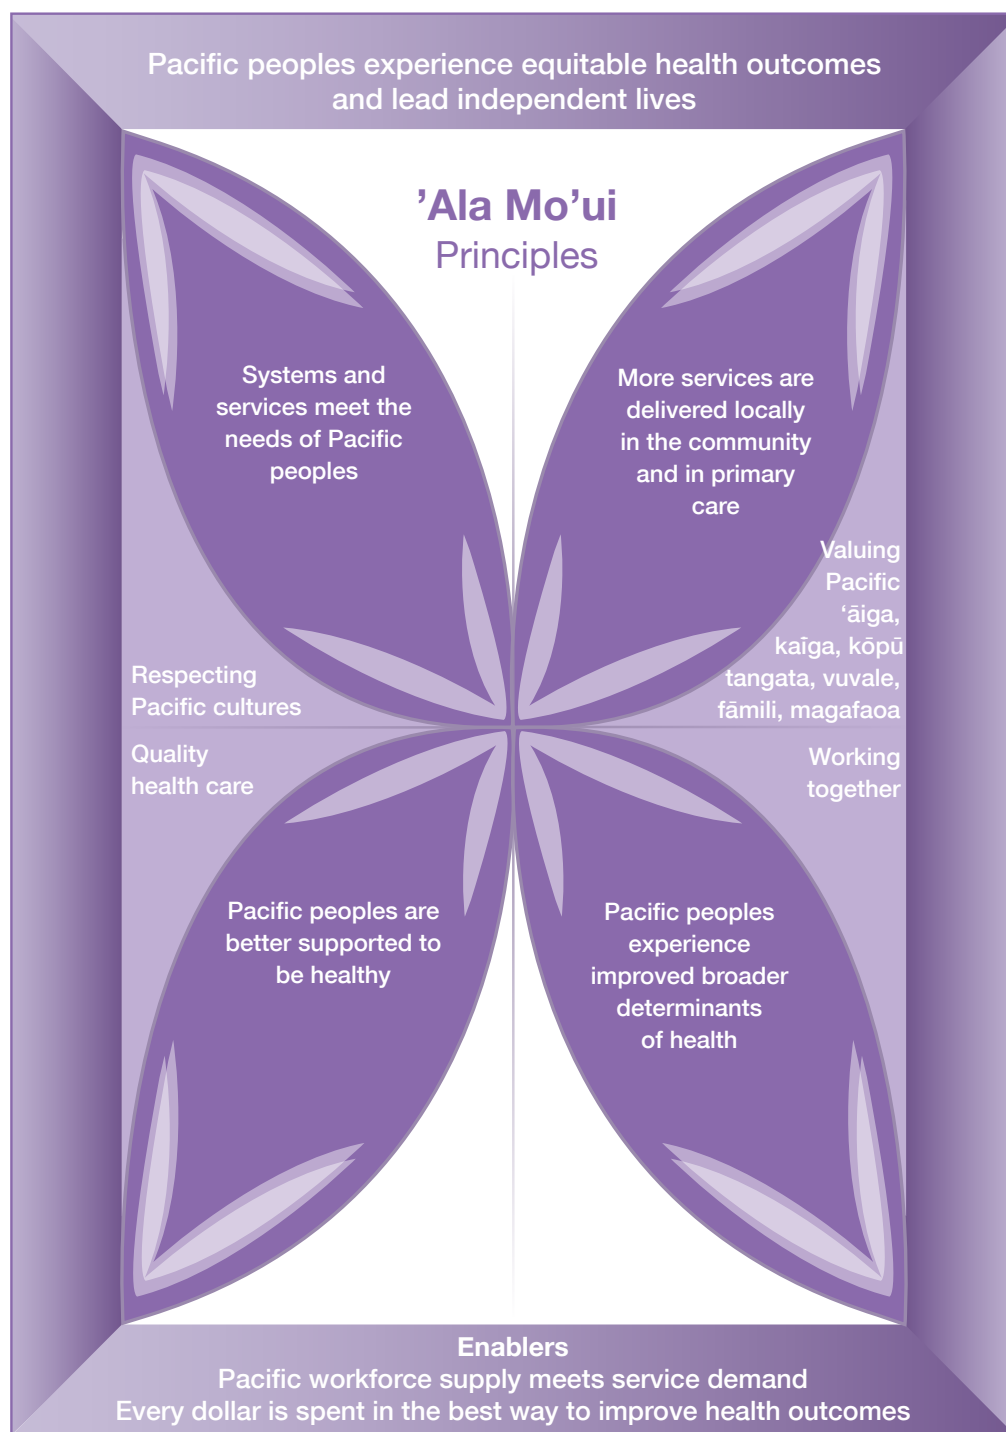 Pacific peoples experience equitable health outcomes
and lead independent lives
’Ala Mo’ui
Principles
Systems and
services meet the
needs of Pacific
peoples
More services are
delivered locally
in the community
and in primary
care
Respecting
Pacific cultures
Valuing
Pacific
‘āiga,
kaīga, kōpū
tangata, vuvale,
fāmili, magafaoa
Quality
health care
Working
together
Pacific peoples are
better supported to
be healthy
Pacific peoples
experience
improved broader
determinants
of health
Enablers
Pacific workforce supply meets service demand
Every dollar is spent in the best way to improve health outcomes